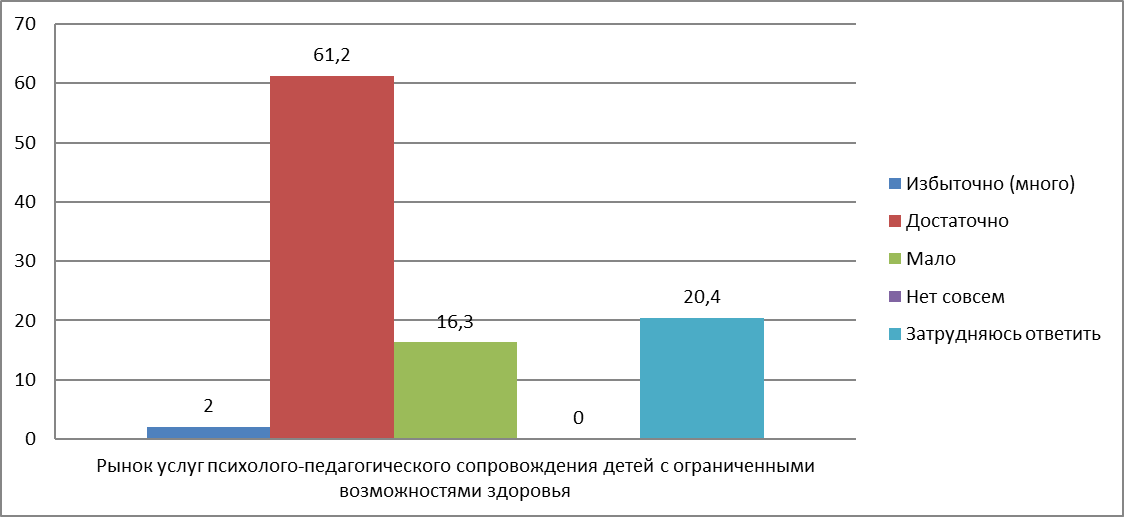 70
60
50
40
30
20
10
0
2
61,2
16,3
0
20,4
Рынок услуг психолого-педагогического сопровождения детей с ограниченными
возможностями здоровья
Избыточно (много)
Достаточно
Мало
Нет совсем
Затрудняюсь ответить